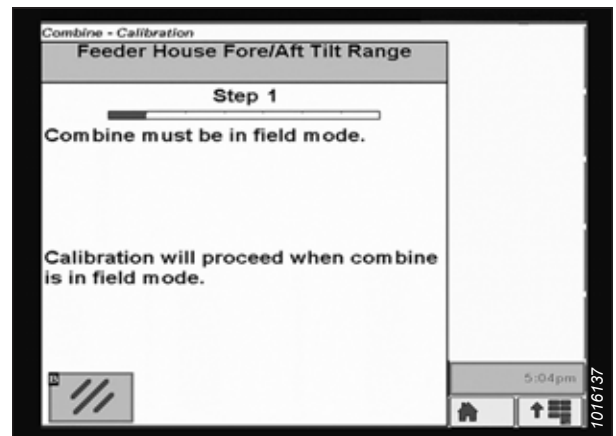 Combine - Calibration
Feeder House Fore/Aft Tilt Range
Step 1
Combine must be in field mode.
Calibration will proceed when combine
is in field mode.
5:04pm
1016137